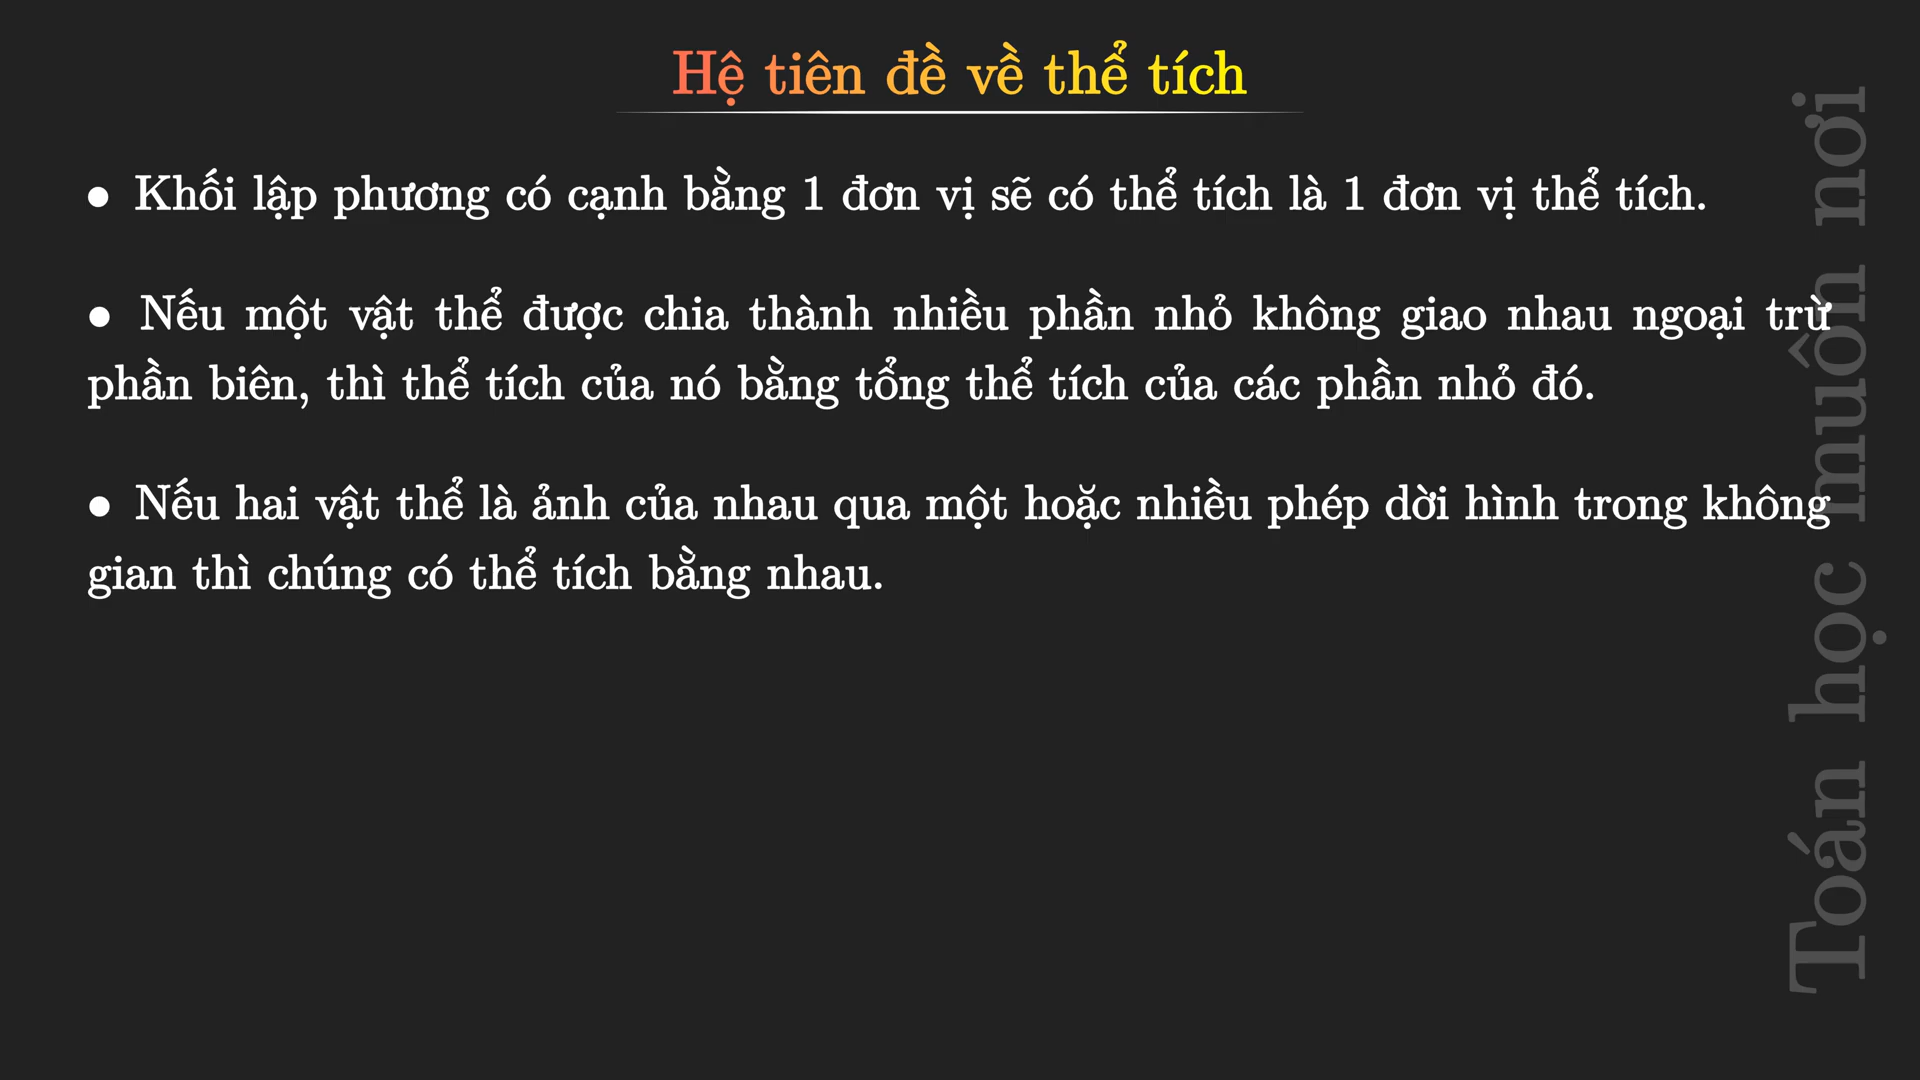 Hệ tiên đề về thể tích
● Khối lập phương có cạnh bằng 1 đơn vị sẽ có thể tích là 1 đơn vị thể tích.
● Nếu một vật thể được chia thành nhiều phần nhỏ không giao nhau ngoại trừ
phần biên, thì thể tích của nó bằng tổng thể tích của các phần nhỏ đó.
● Nếu hai vật thể là ảnh của nhau qua một hoặc nhiều phép dời hình trong không
gian thì chúng có thể tích bằng nhau.
Toán học muôn nơi